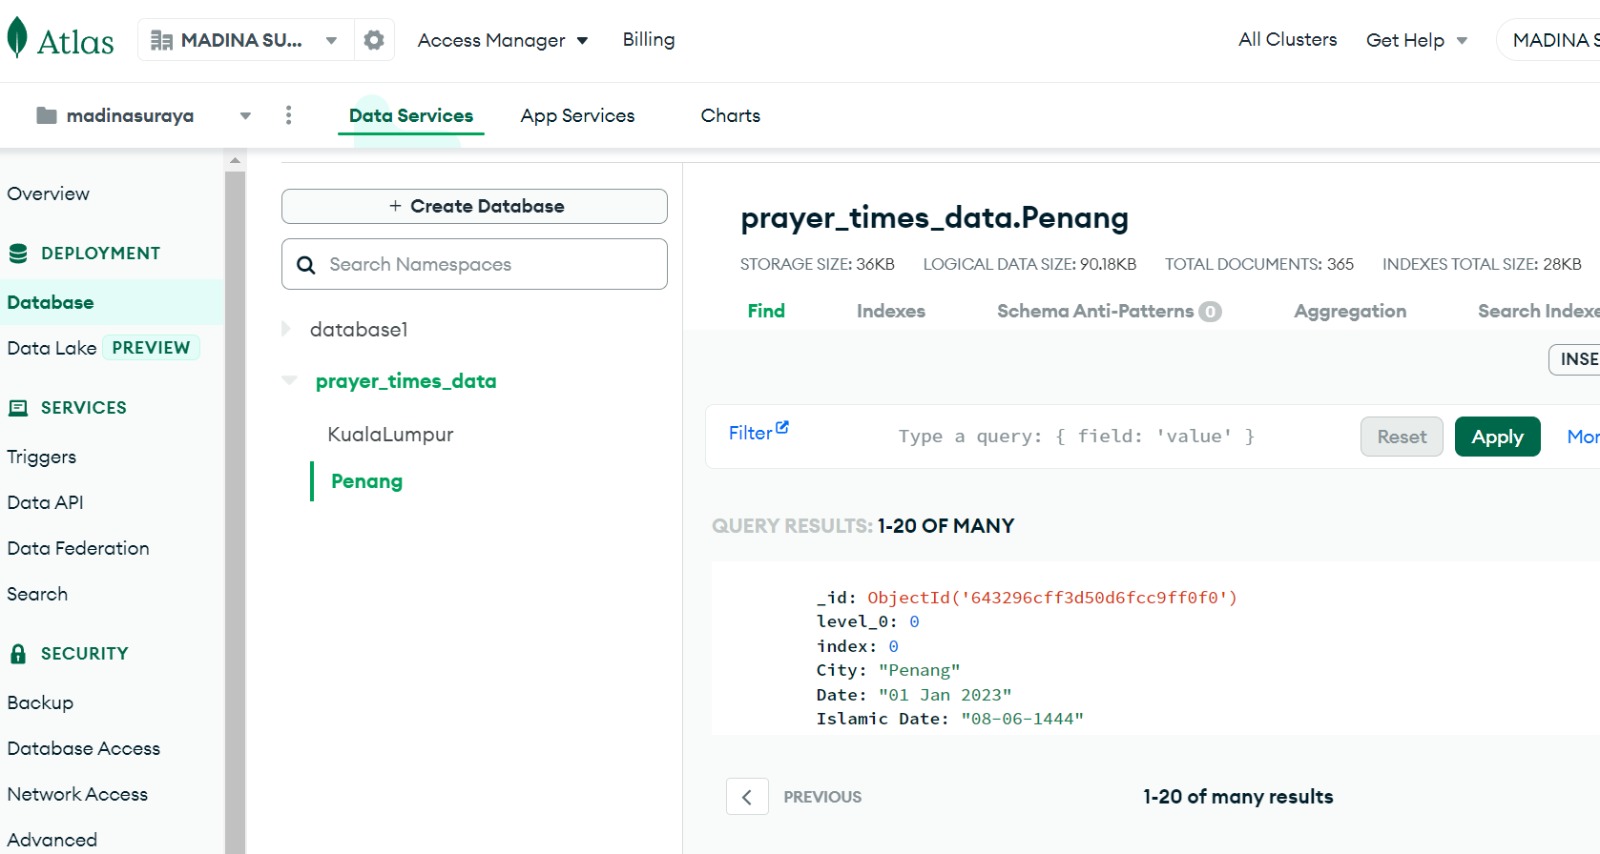 Atlas
MADINA SU...
Access Manager
Billing
All Clusters
Get Help
MADINA S
madinasuraya
Data Services
App Services
Charts
Overview
DEPLOYMENT
Database
Data Lake PREVIEW
SERVICES
Triggers
Data API
Data Federation
Search
SECURITY
Backup
Database Access
Network Access
Advanced
+ Create Database
Search Namespaces
database1
prayer_times_data
KualaLumpur
Penang
prayer_times_data.Penang
STORAGE SIZE: 36KB LOGICAL DATA SIZE: 90.18KB TOTAL DOCUMENTS: 365 INDEXES TOTAL SIZE: 28KB
Find Indexes Schema Anti-Patterns 0 Aggregation Search Indexe
INSE
Filter Type a query: { field: 'value' } Reset Apply Mor
QUERY RESULTS: 1-20 OF MANY
_id: ObjectId('643296cff3d50d6fcc9ff0f0')
level_0: 0
index: 0
City: "Penang"
Date: "01 Jan 2023"
Islamic Date: "08-06-1444"
PREVIOUS
1-20 of many results